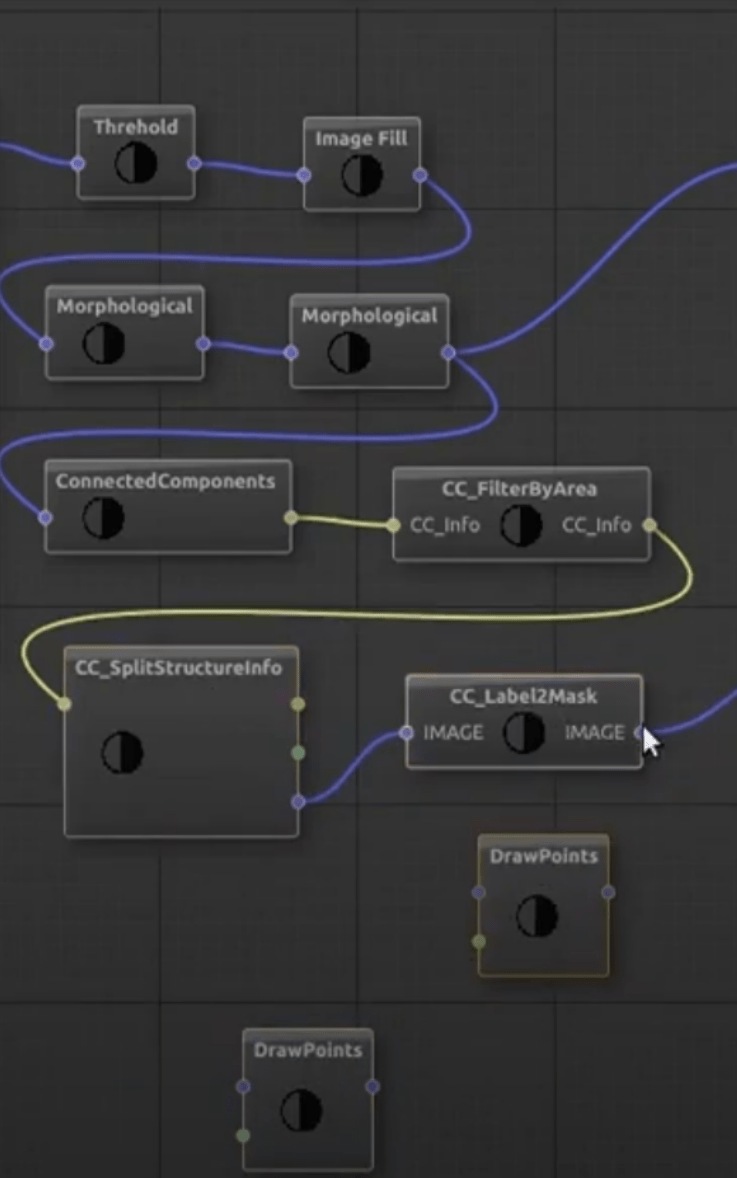 Threhold
Image Fill
Morphological
Morphological
ConnectedComponents
CC_FilterByArea
CC_Info
CC_Info
CC_SplitStructureInfo
CC_Label2Mask
IMAGE
IMAGE
DrawPoints
DrawPoints